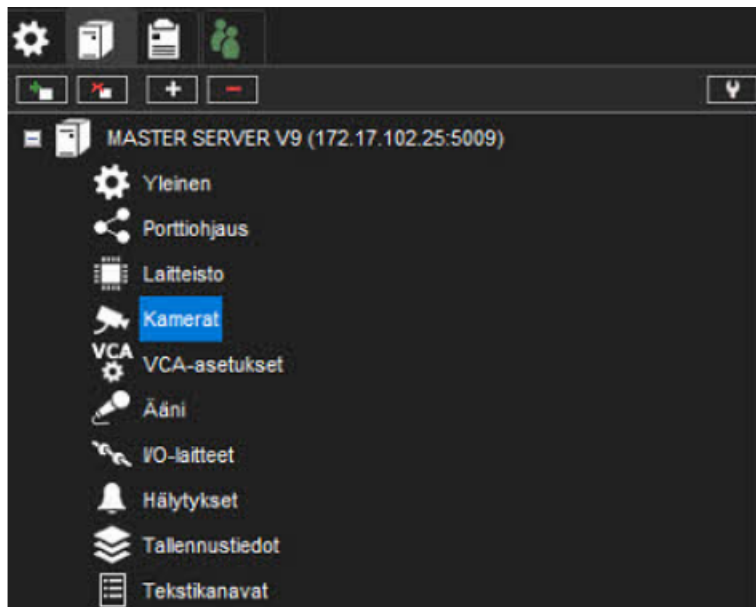 MASTER SERVER V9 (172.17.102.25:5009)
Yleinen
Porttiohjaus
Laitteisto
Kamerat
VCA
VCA-asetukset
Ääni
I/O-laitteet
Hälytykset
Tallennustiedot
Tekstikanavat